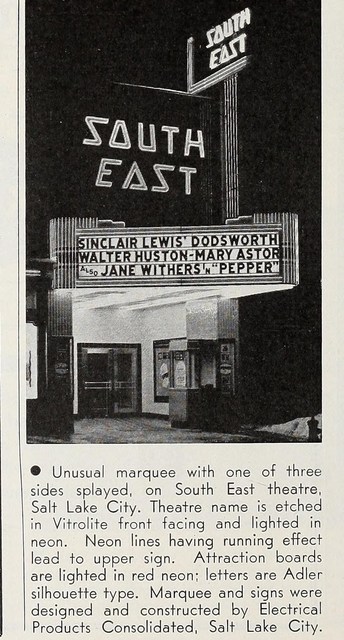 SOUTH
EAST
SOUTH
EAST
SINCLAIR LEWIS' DODSWORTH
WALTER HUSTON-MARY ASTOR
ALSO JANE WITHERS IN "PEPPER"
● Unusual marquee with one of three
sides splayed, on South East theatre,
Salt Lake City. Theatre name is etched
in Vitrolite front facing and lighted in
neon. Neon lines having running effect
lead to upper sign. Attraction boards
are lighted in red neon; letters are Adler
silhouette type. Marquee and signs were
designed and constructed by Electrical
Products Consolidated, Salt Lake City.